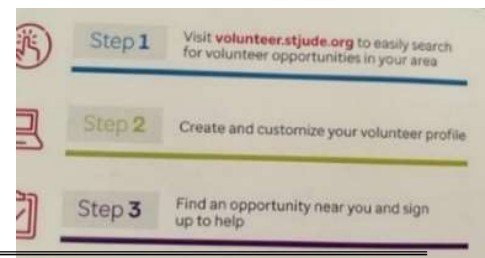 Step 1
Visit volunteer.stjude.org to easily search
for volunteer opportunities in your area
Step 2
Create and customize your volunteer profile
Step 3
Find an opportunity near you and sign
up to help